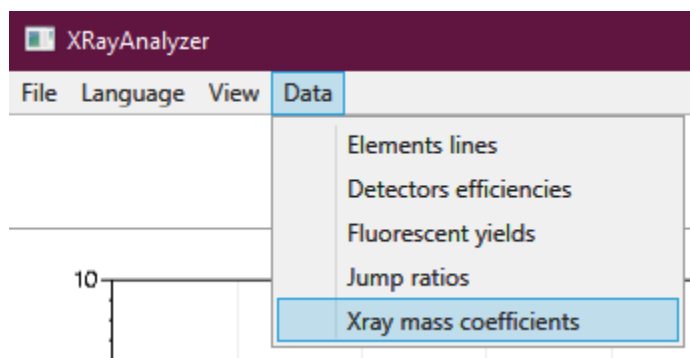 XRayAnalyzer
File Language View Data
Elements lines
Detectors efficiencies
Fluorescent yields
Jump ratios
Xray mass coefficients
10